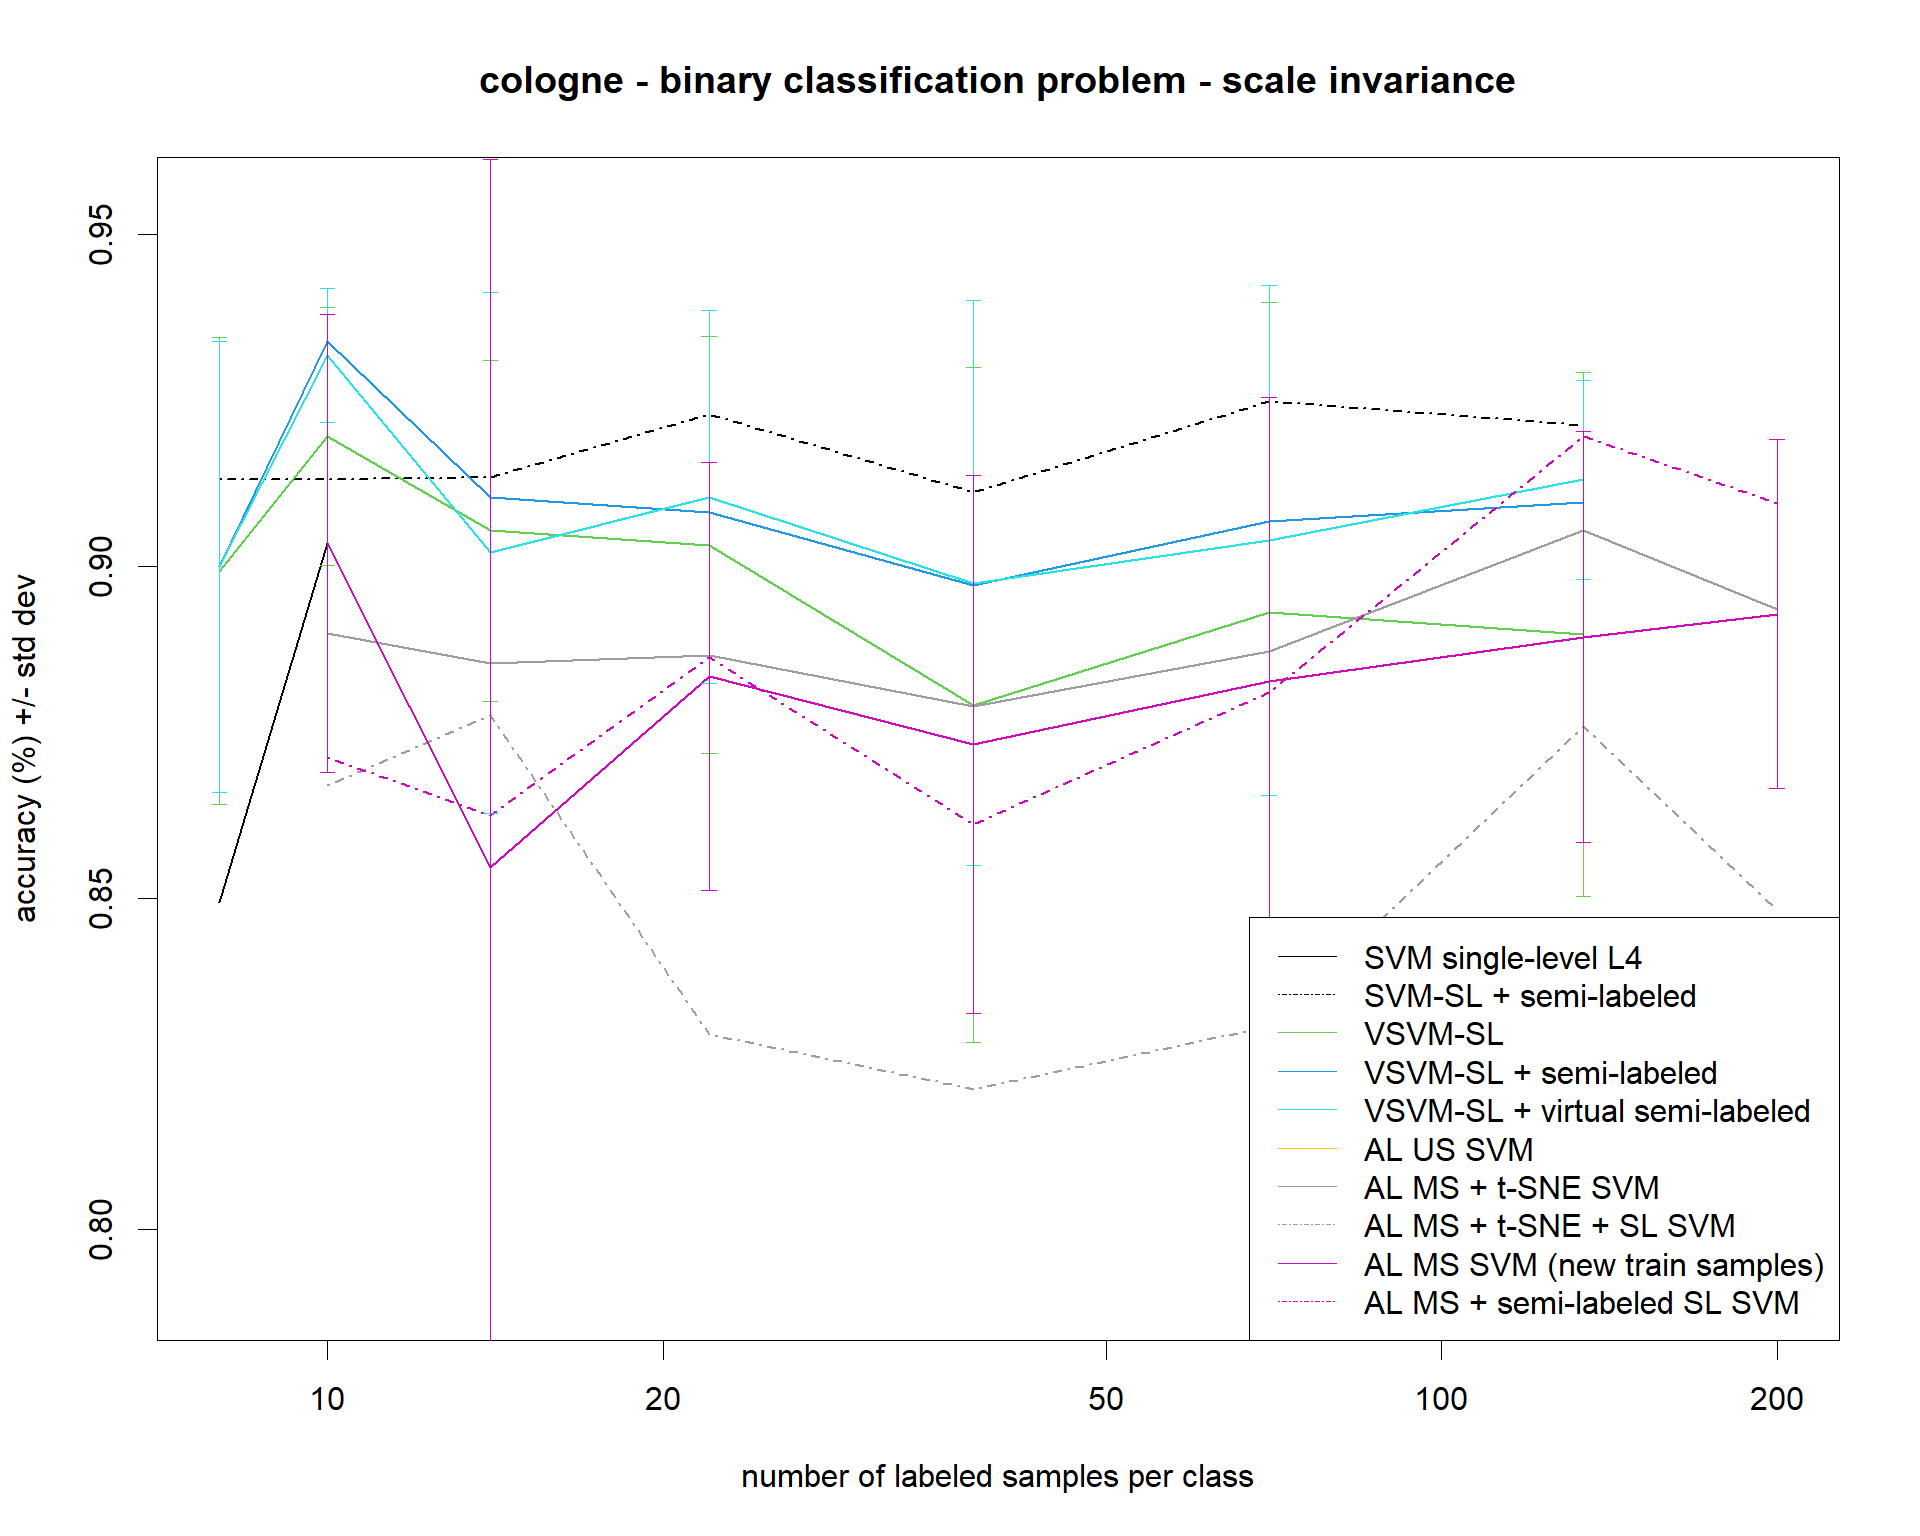 cologne - binary classification problem - scale invariance
accuracy (%) +/- std dev
0.95
0.90
0.85
0.80
SVM single-level L4
SVM-SL + semi-labeled
VSVM-SL
VSVM-SL + semi-labeled
VSVM-SL + virtual semi-labeled
AL US SVM
AL MS + t-SNE SVM
AL MS + t-SNE + SL SVM
AL MS SVM (new train samples)
AL MS + semi-labeled SL SVM
10 20 50 100 200
number of labeled samples per class